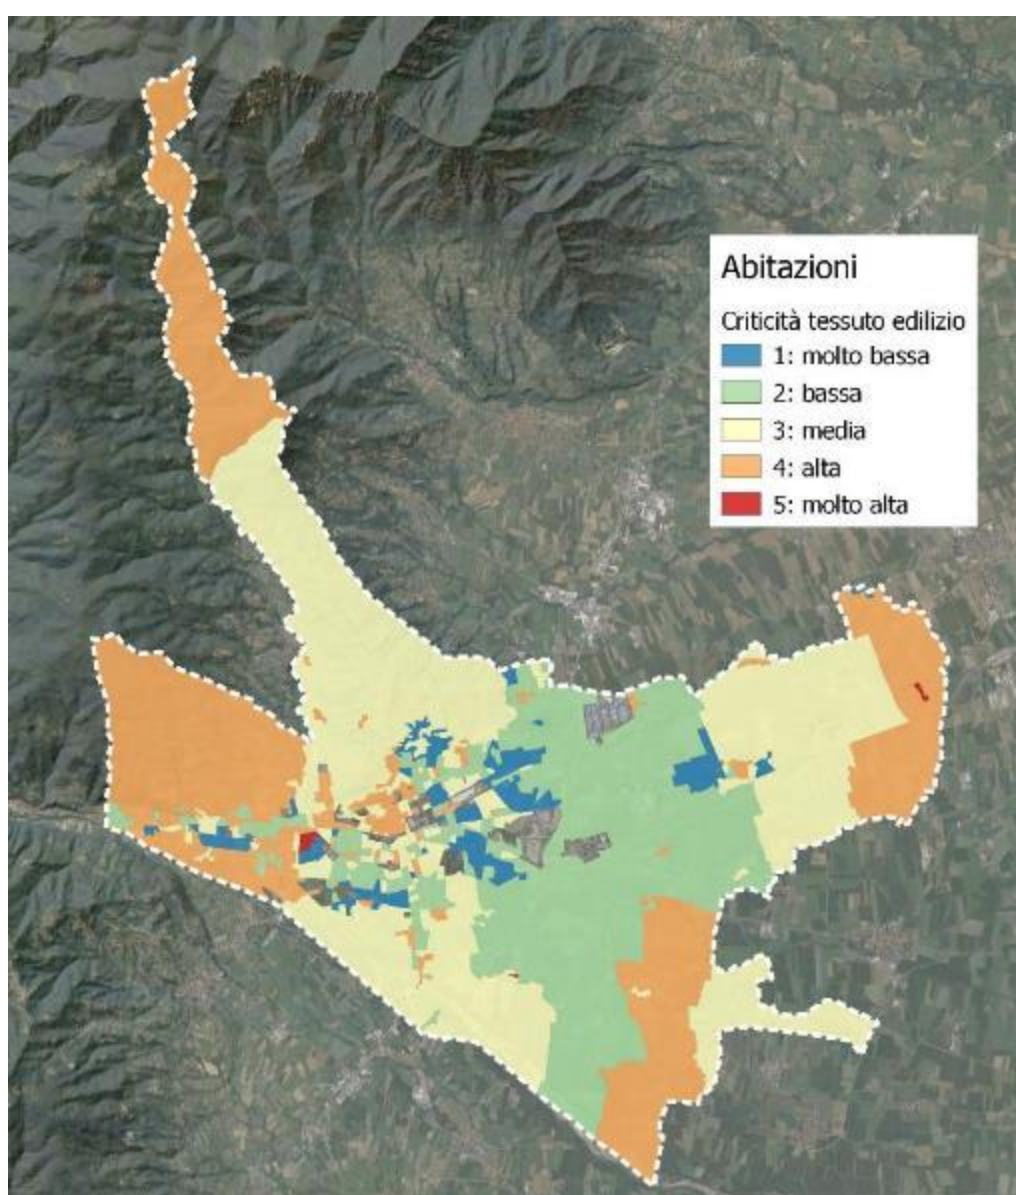 Abitazioni
Criticità tessuto edilizio
1: molto bassa
2: bassa
3: media
4: alta
5: molto alta